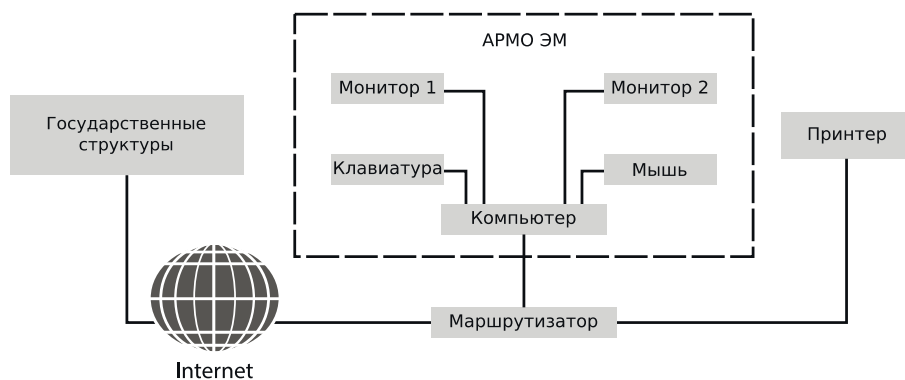 АРМО ЭМ
Монитор 1
Монитор 2
Государственные
структуры
Принтер
Клавиатура
Мышь
Компьютер
Маршрутизатор
Internet